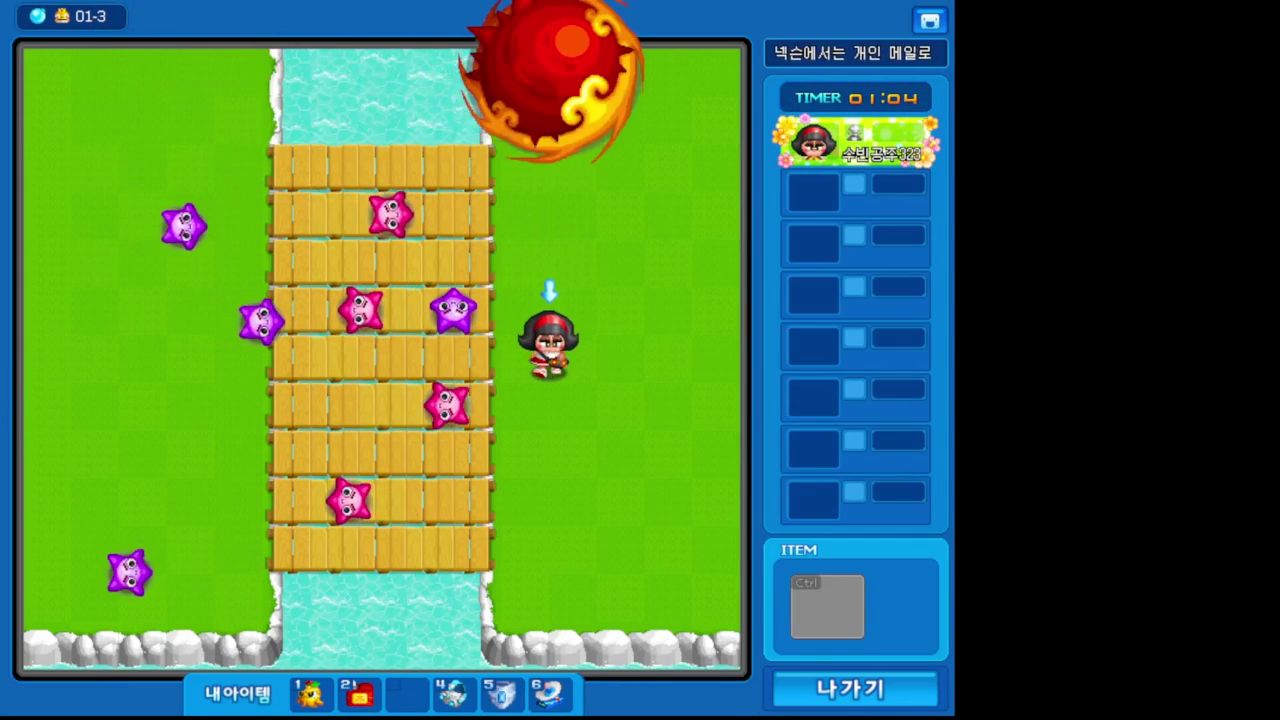 01-3
넥슨에서는 개인 메일로
TIMER 01:04
수빈공주323
ITEM
Ctrl
내아이템
1
2
4
5
6
나가기